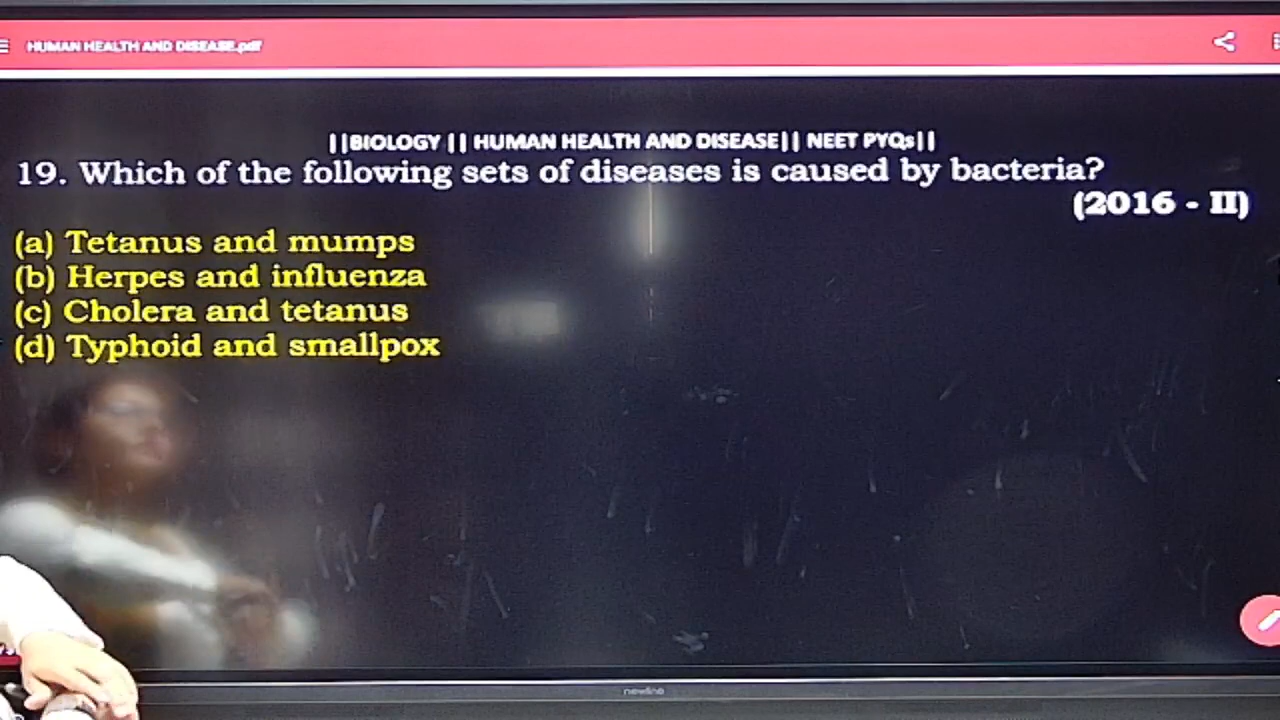 HUMAN HEALTH AND DISEASE.pdf
||BIOLOGY || HUMAN HEALTH AND DISEASE|| NEET PYQs||
19. Which of the following sets of diseases is caused by bacteria?
(2016 - II)
(a) Tetanus and mumps
(b) Herpes and influenza
(c) Cholera and tetanus
(d) Typhoid and smallpox
newline